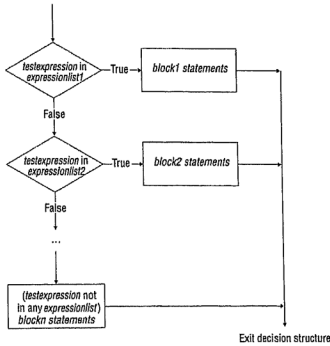 testexpression in
expressionlist1
True
block1 statements
False
testexpression in
expressionlist2
True
block2 statements
False
...
(testexpression not
in any expressionlist)
blockn statements
Exit decision structure